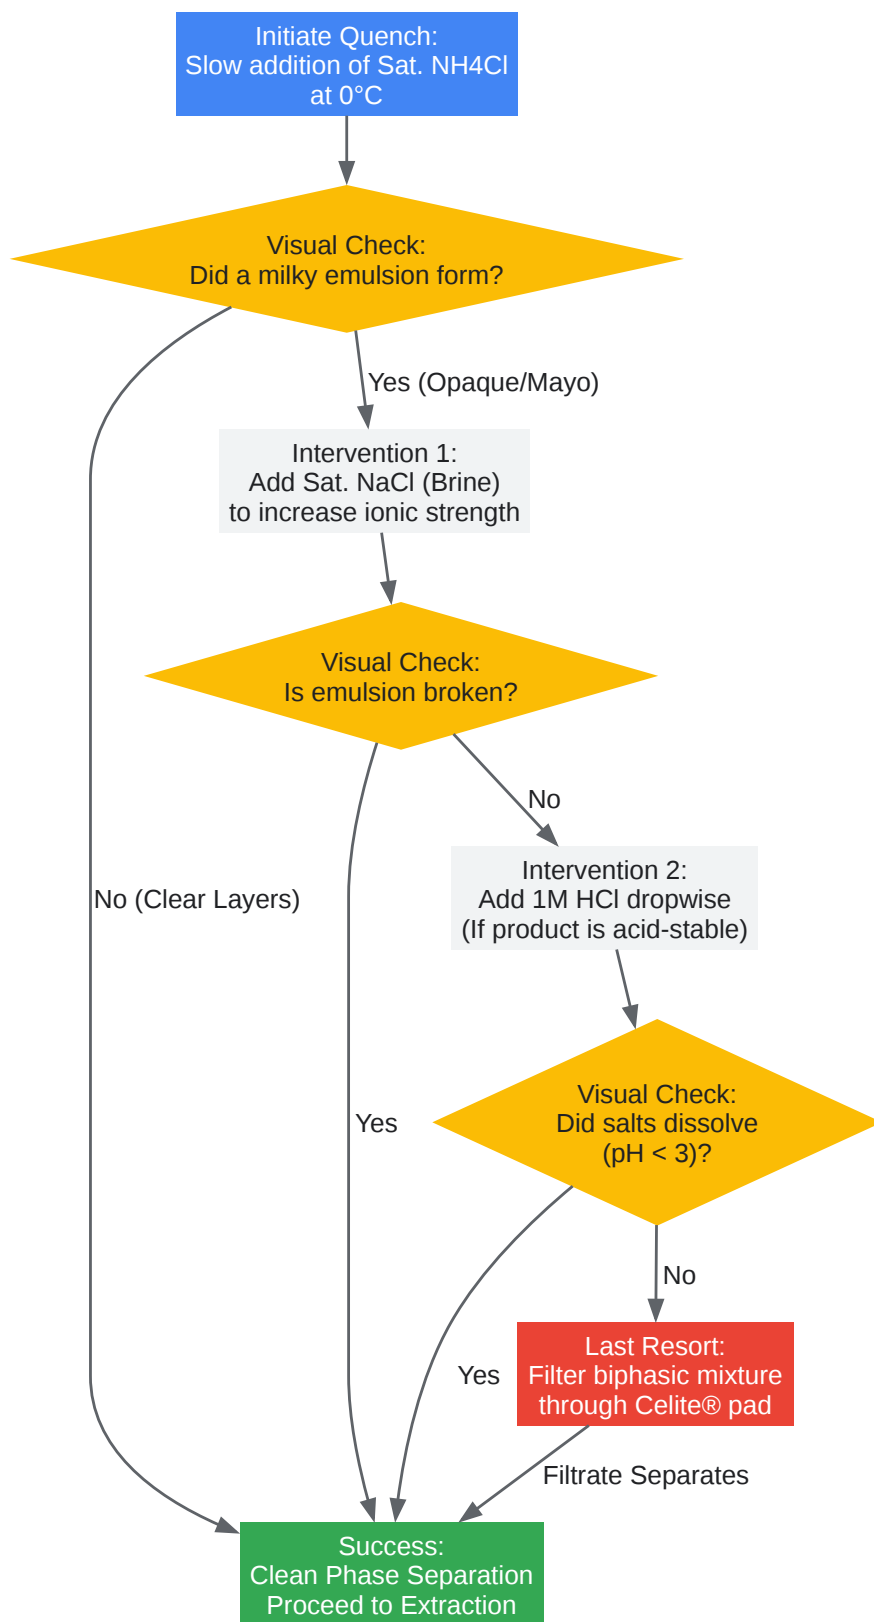 Initiate Quench:
Slow addition of Sat. NH4Cl
at 0°C
Visual Check:
Did a milky emulsion form?
Yes (Opaque/Mayo)
Intervention 1:
Add Sat. NaCl (Brine)
to increase ionic strength
Visual Check:
Is emulsion broken?
No
Intervention 2:
Add 1M HCl dropwise
(If product is acid-stable)
No (Clear Layers)
Visual Check:
Did salts dissolve
(pH < 3)?
Yes
No
Last Resort:
Filter biphasic mixture
through Celite® pad
Yes
Filtrate Separates
Success:
Clean Phase Separation
Proceed to Extraction